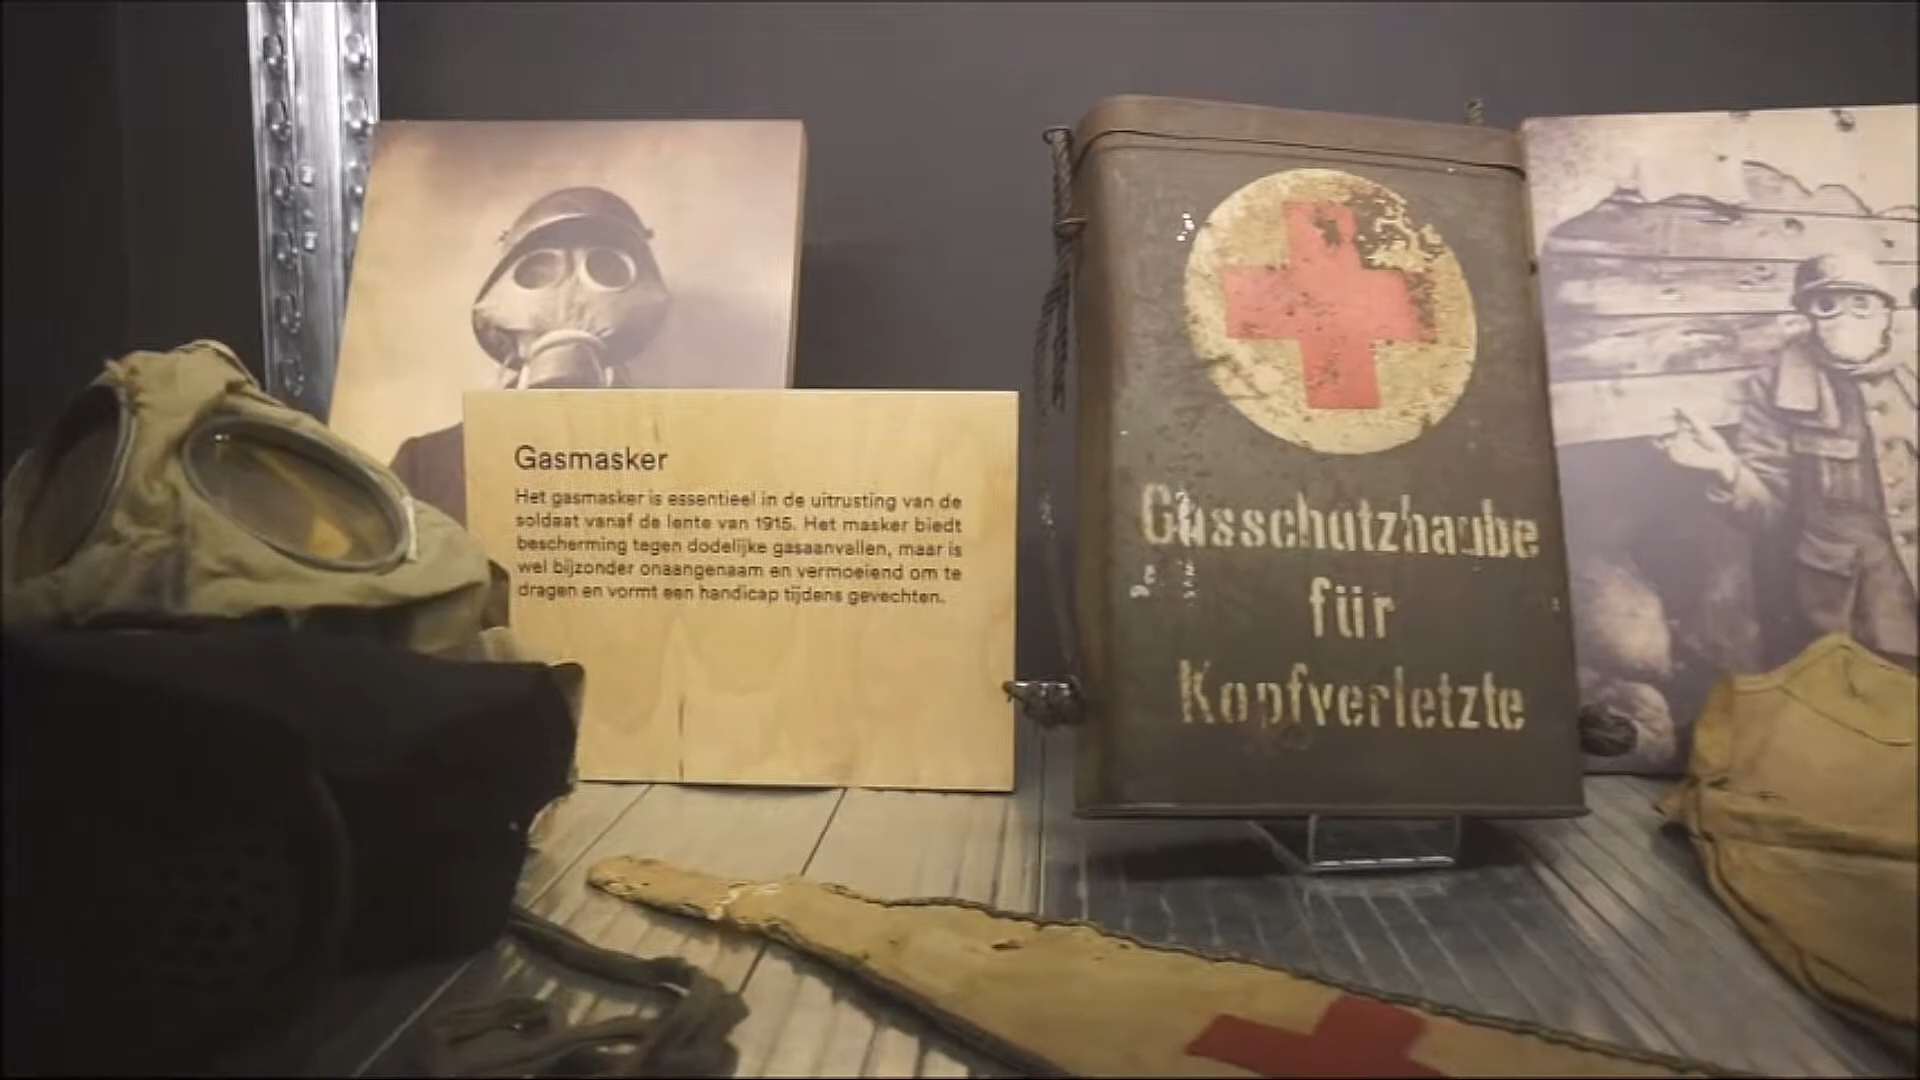 Gasmasker
Het gasmasker is essentieel in de uitrusting van de
soldaat vanaf de lente van 1915. Het masker biedt
bescherming tegen dodelijke gasaanvallen, maar is
wel bijzonder onaangenaam en vermoeiend om te
dragen en vormt een handicap tijdens gevechten.
Gasschutzhaube
für
Kopfverletzte